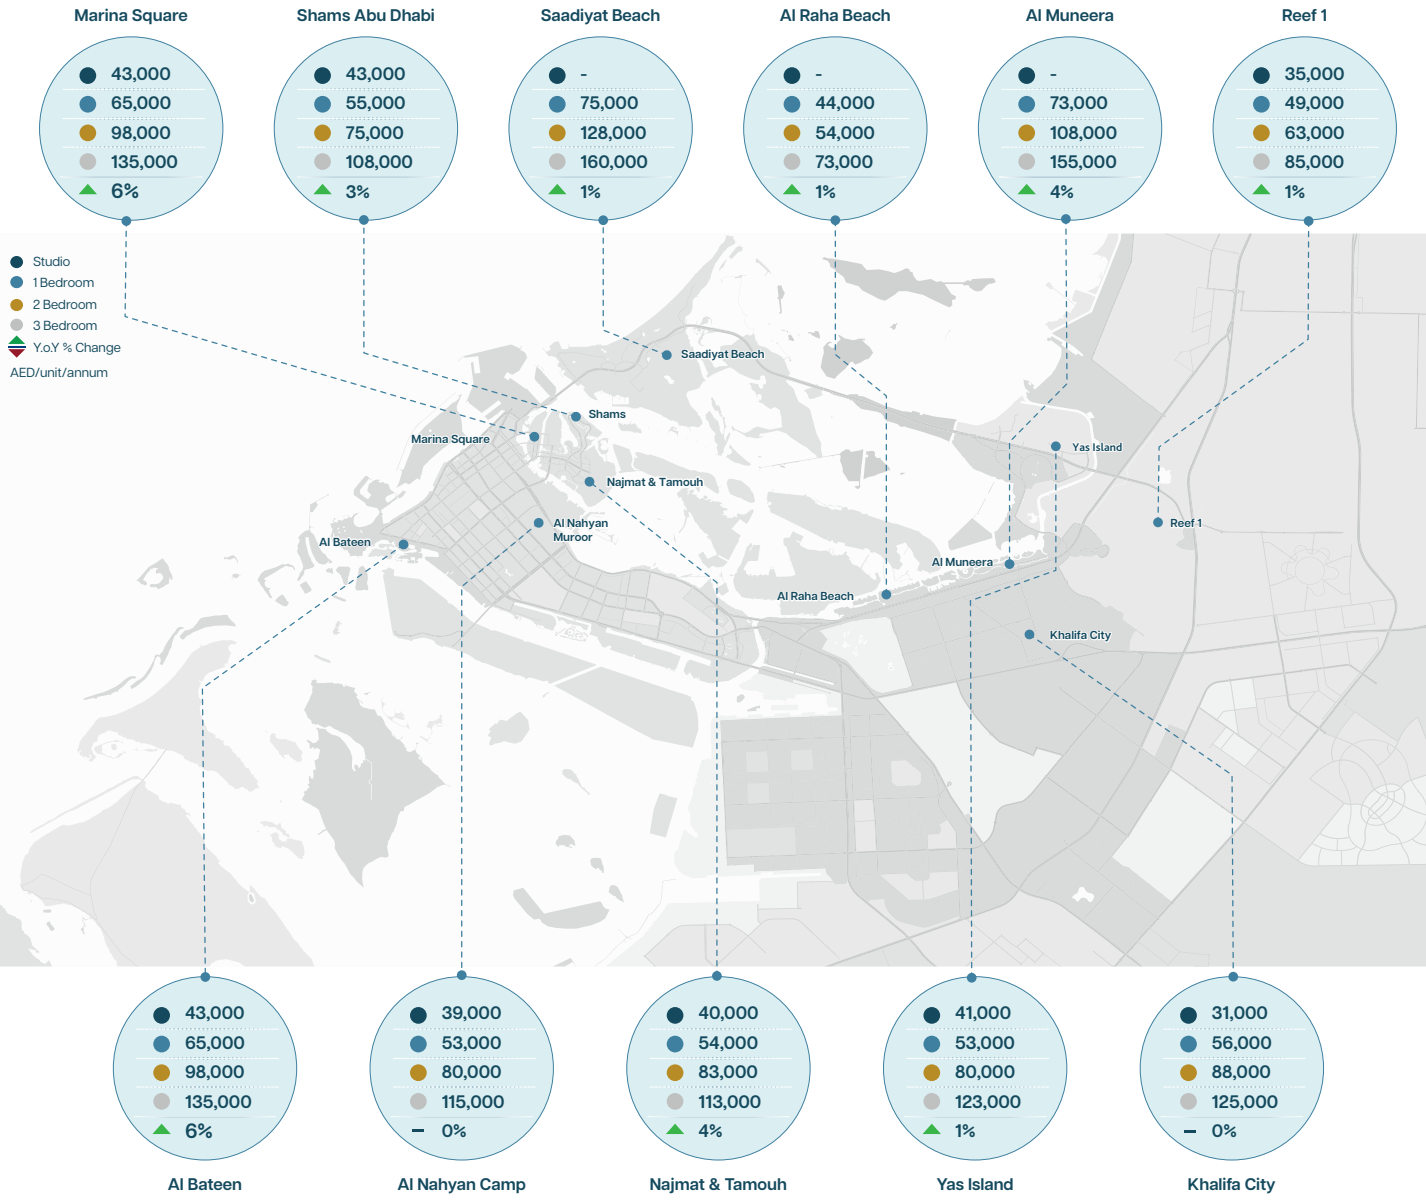 Marina Square
43,000
65,000
98,000
135,000
6%
Shams Abu Dhabi
43,000
55,000
75,000
108,000
3%
Saadiyat Beach
-
75,000
128,000
160,000
1%
Al Raha Beach
-
44,000
54,000
73,000
1%
Al Muneera
-
73,000
108,000
155,000
4%
Reef 1
35,000
49,000
63,000
85,000
1%
Studio
1 Bedroom
2 Bedroom
3 Bedroom
Y.o.Y % Change
AED/unit/annum
Saadiyat Beach
Shams
Marina Square
Yas Island
Najmat & Tamouh
Al Nahyan
Muroor
Reef 1
Al Bateen
Al Muneera
Al Raha Beach
Khalifa City
43,000
65,000
98,000
135,000
6%
Al Bateen
39,000
53,000
80,000
115,000
0%
Al Nahyan Camp
40,000
54,000
83,000
113,000
4%
Najmat & Tamouh
41,000
53,000
80,000
123,000
1%
Yas Island
31,000
56,000
88,000
125,000
0%
Khalifa City